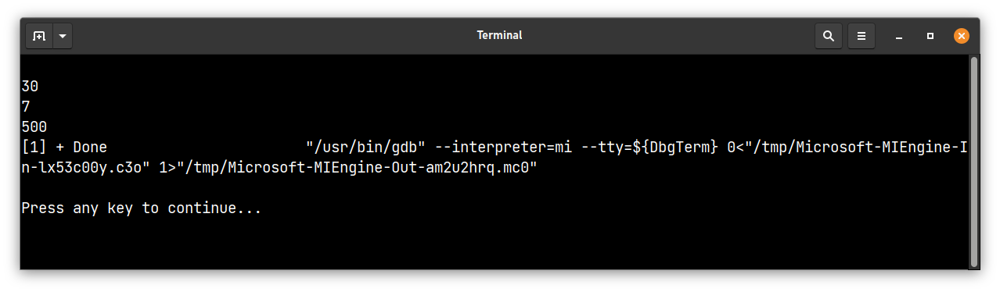 Terminal
30
7
500
[1] + Done                       "/usr/bin/gdb" --interpreter=mi --tty=${DbgTerm} 0<"/tmp/Microsoft-MIEngine-I
n-lx53c00y.c3o" 1>"/tmp/Microsoft-MIEngine-Out-am2u2hrq.mc0"
Press any key to continue...